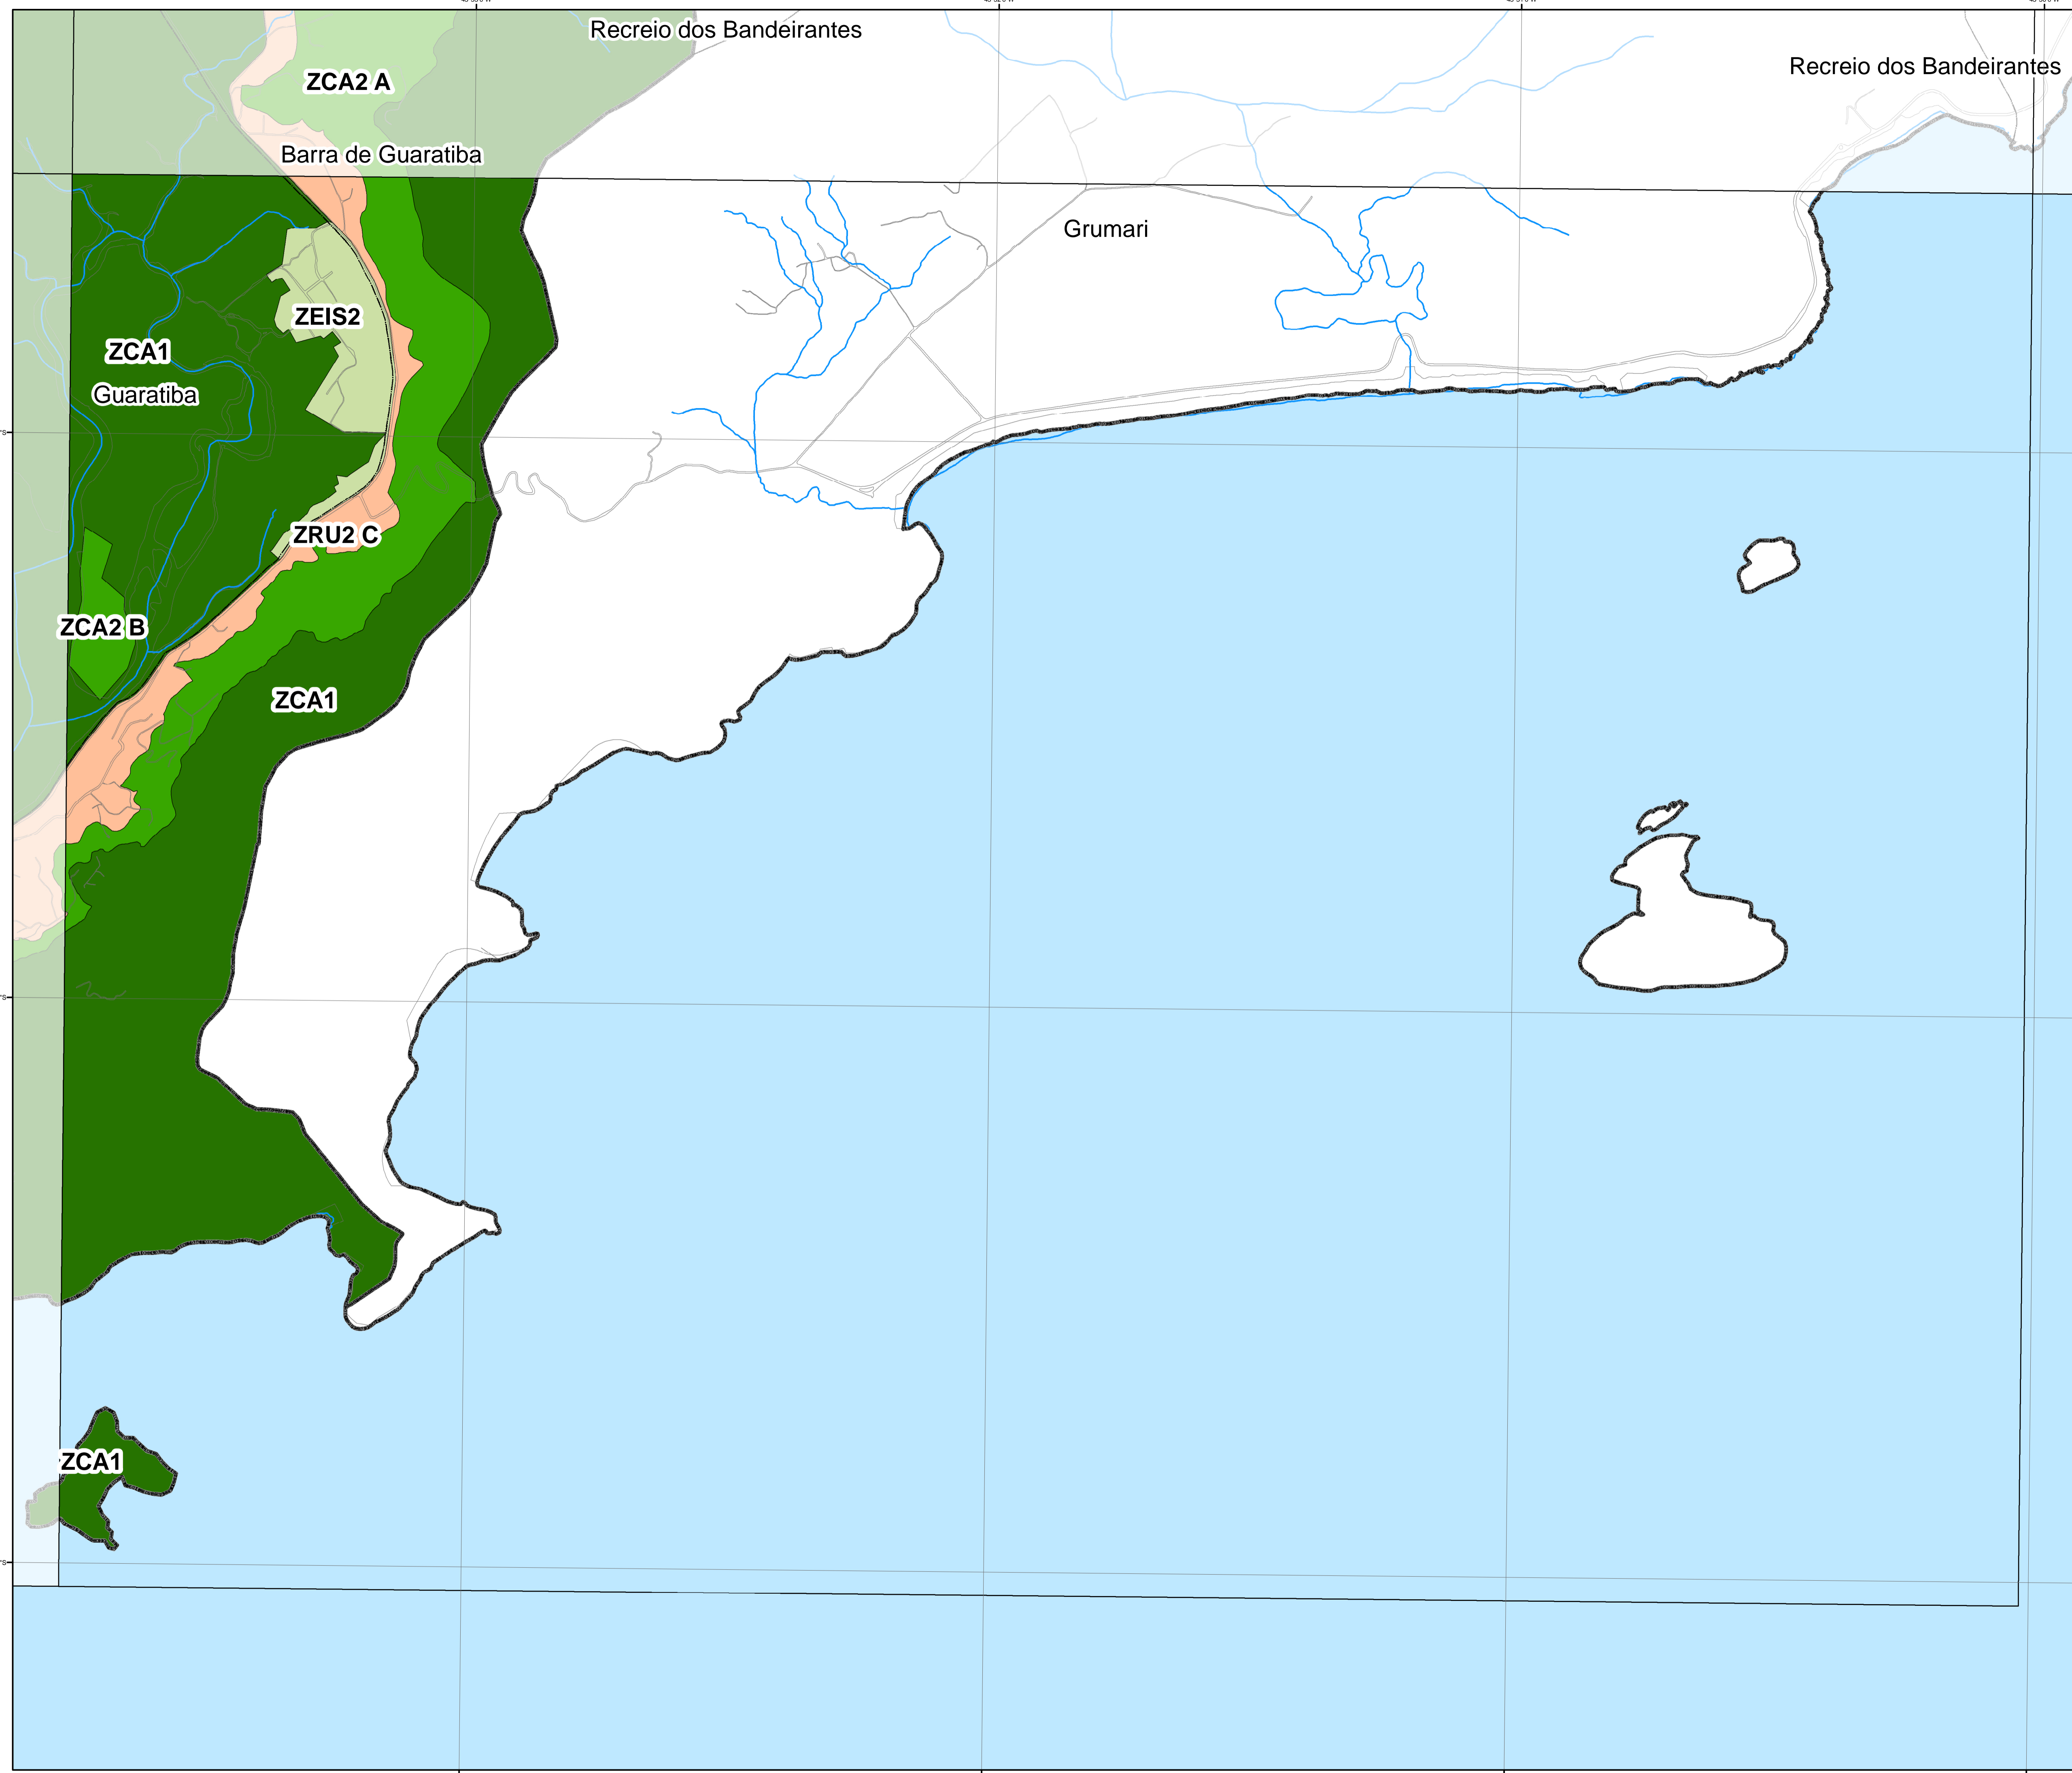 Recreio dos Bandeirantes
Recreio dos Bandeirantes
ZCA2 A
Barra de Guaratiba
Grumari
ZEIS2
ZCA1
Guaratiba
ZRU2 C
ZCA2 B
ZCA1
ZCA1